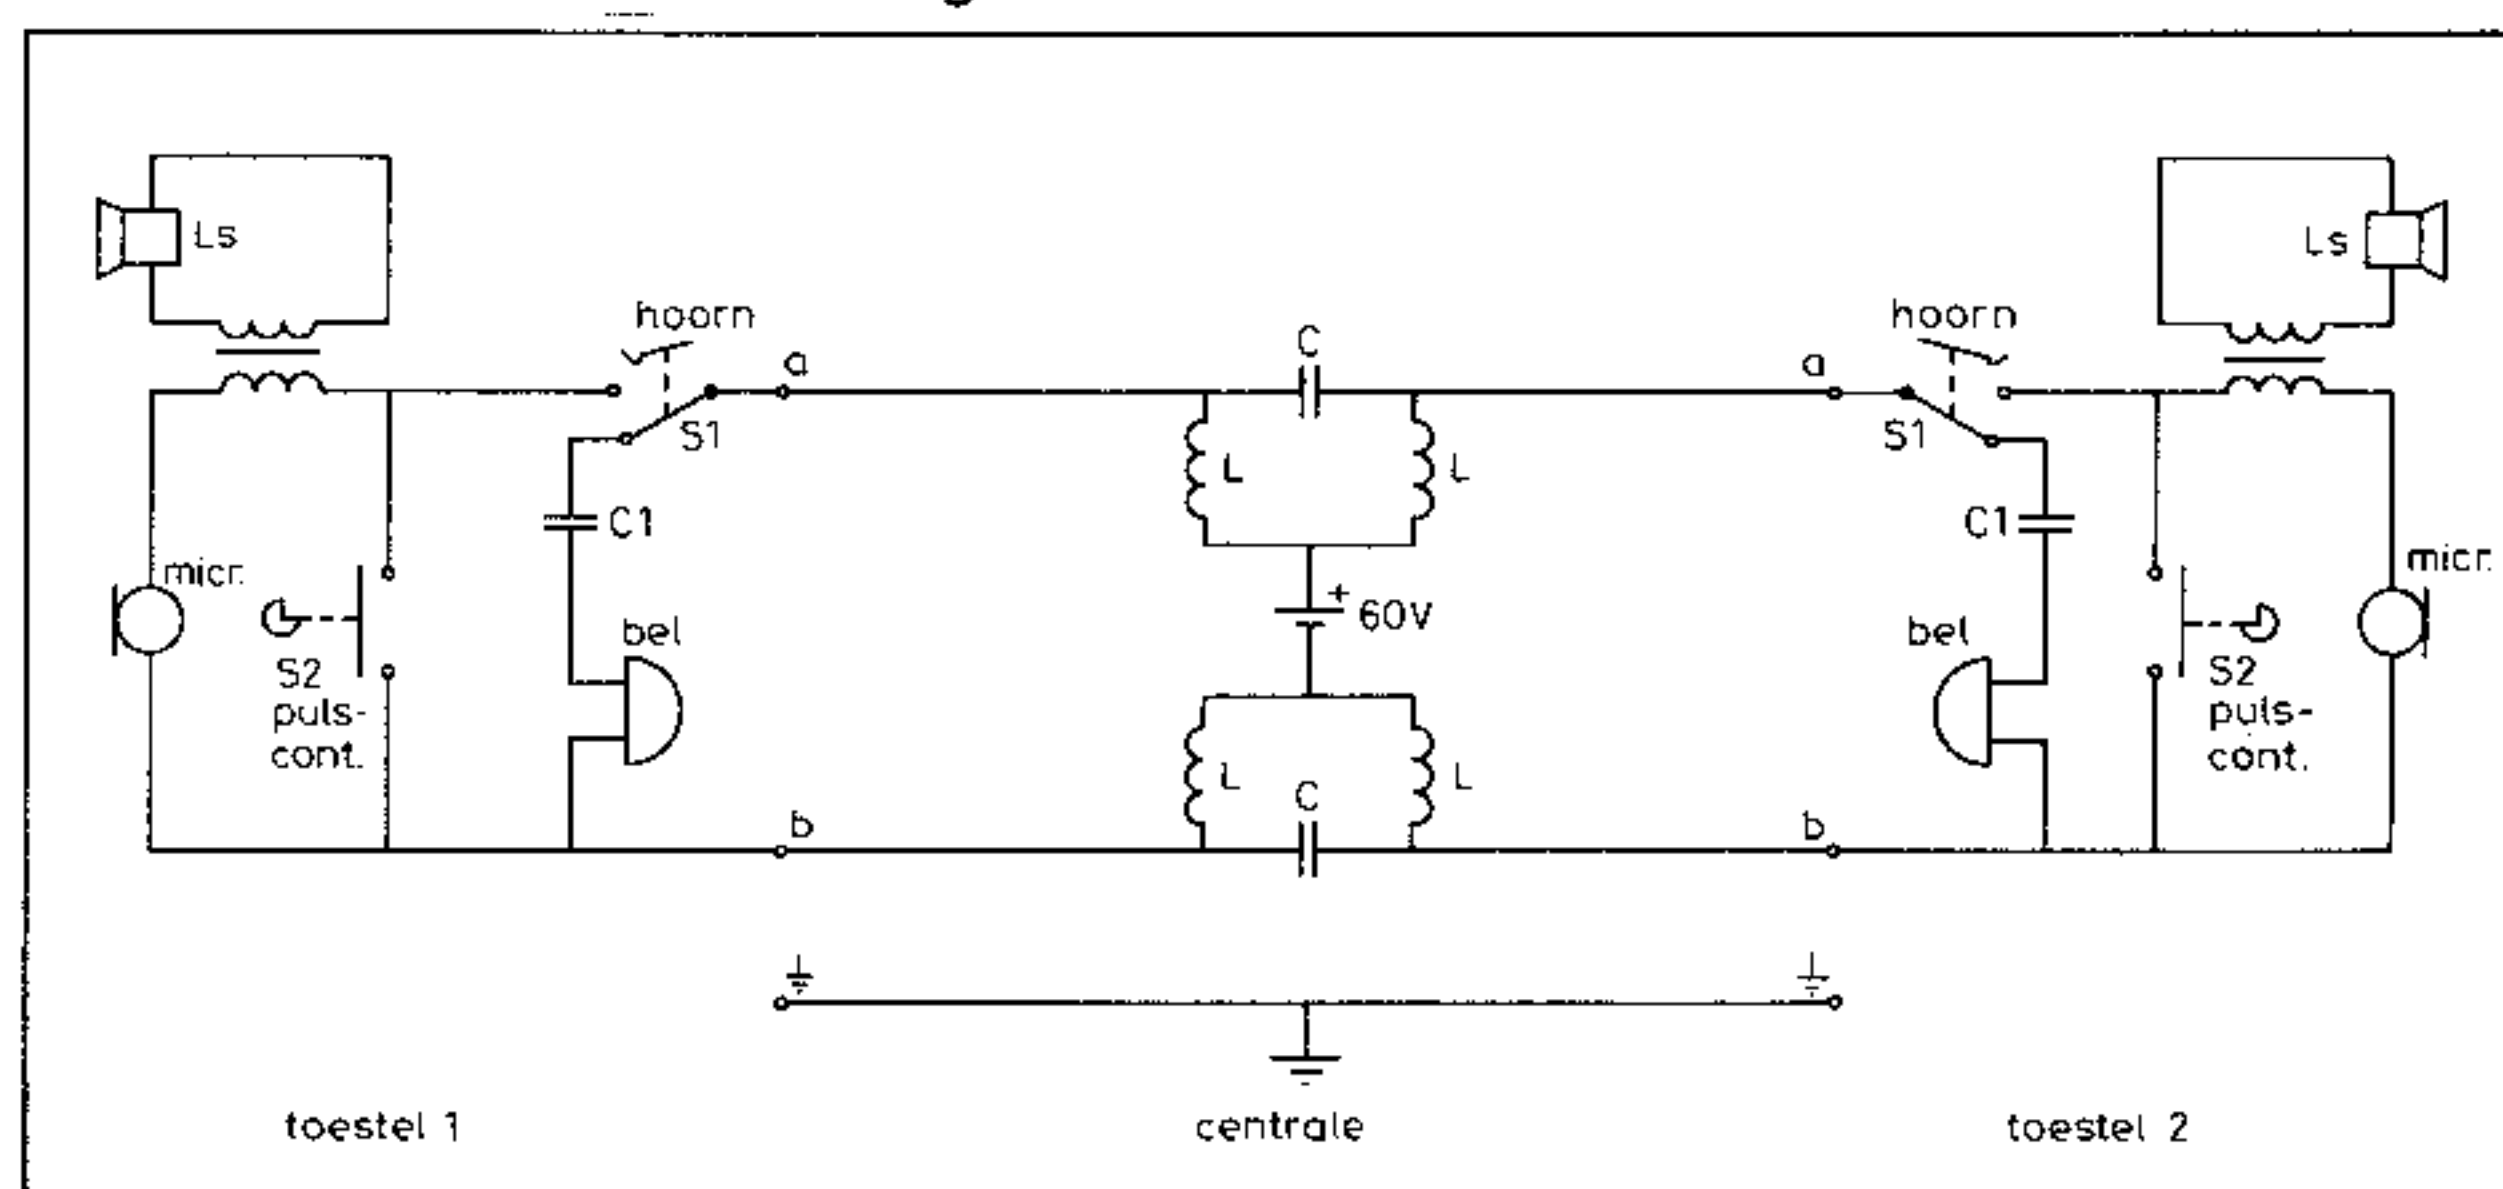 Ls
Ls
hoorn
C
hoorn
a
a
S1
S1
L
L
C1
C1
micr.
micr.
+
60V
bel
bel
S2
puls-
cont.
S2
puls-
cont.
L
L
C
b
b
toestel 1
centrale
toestel 2